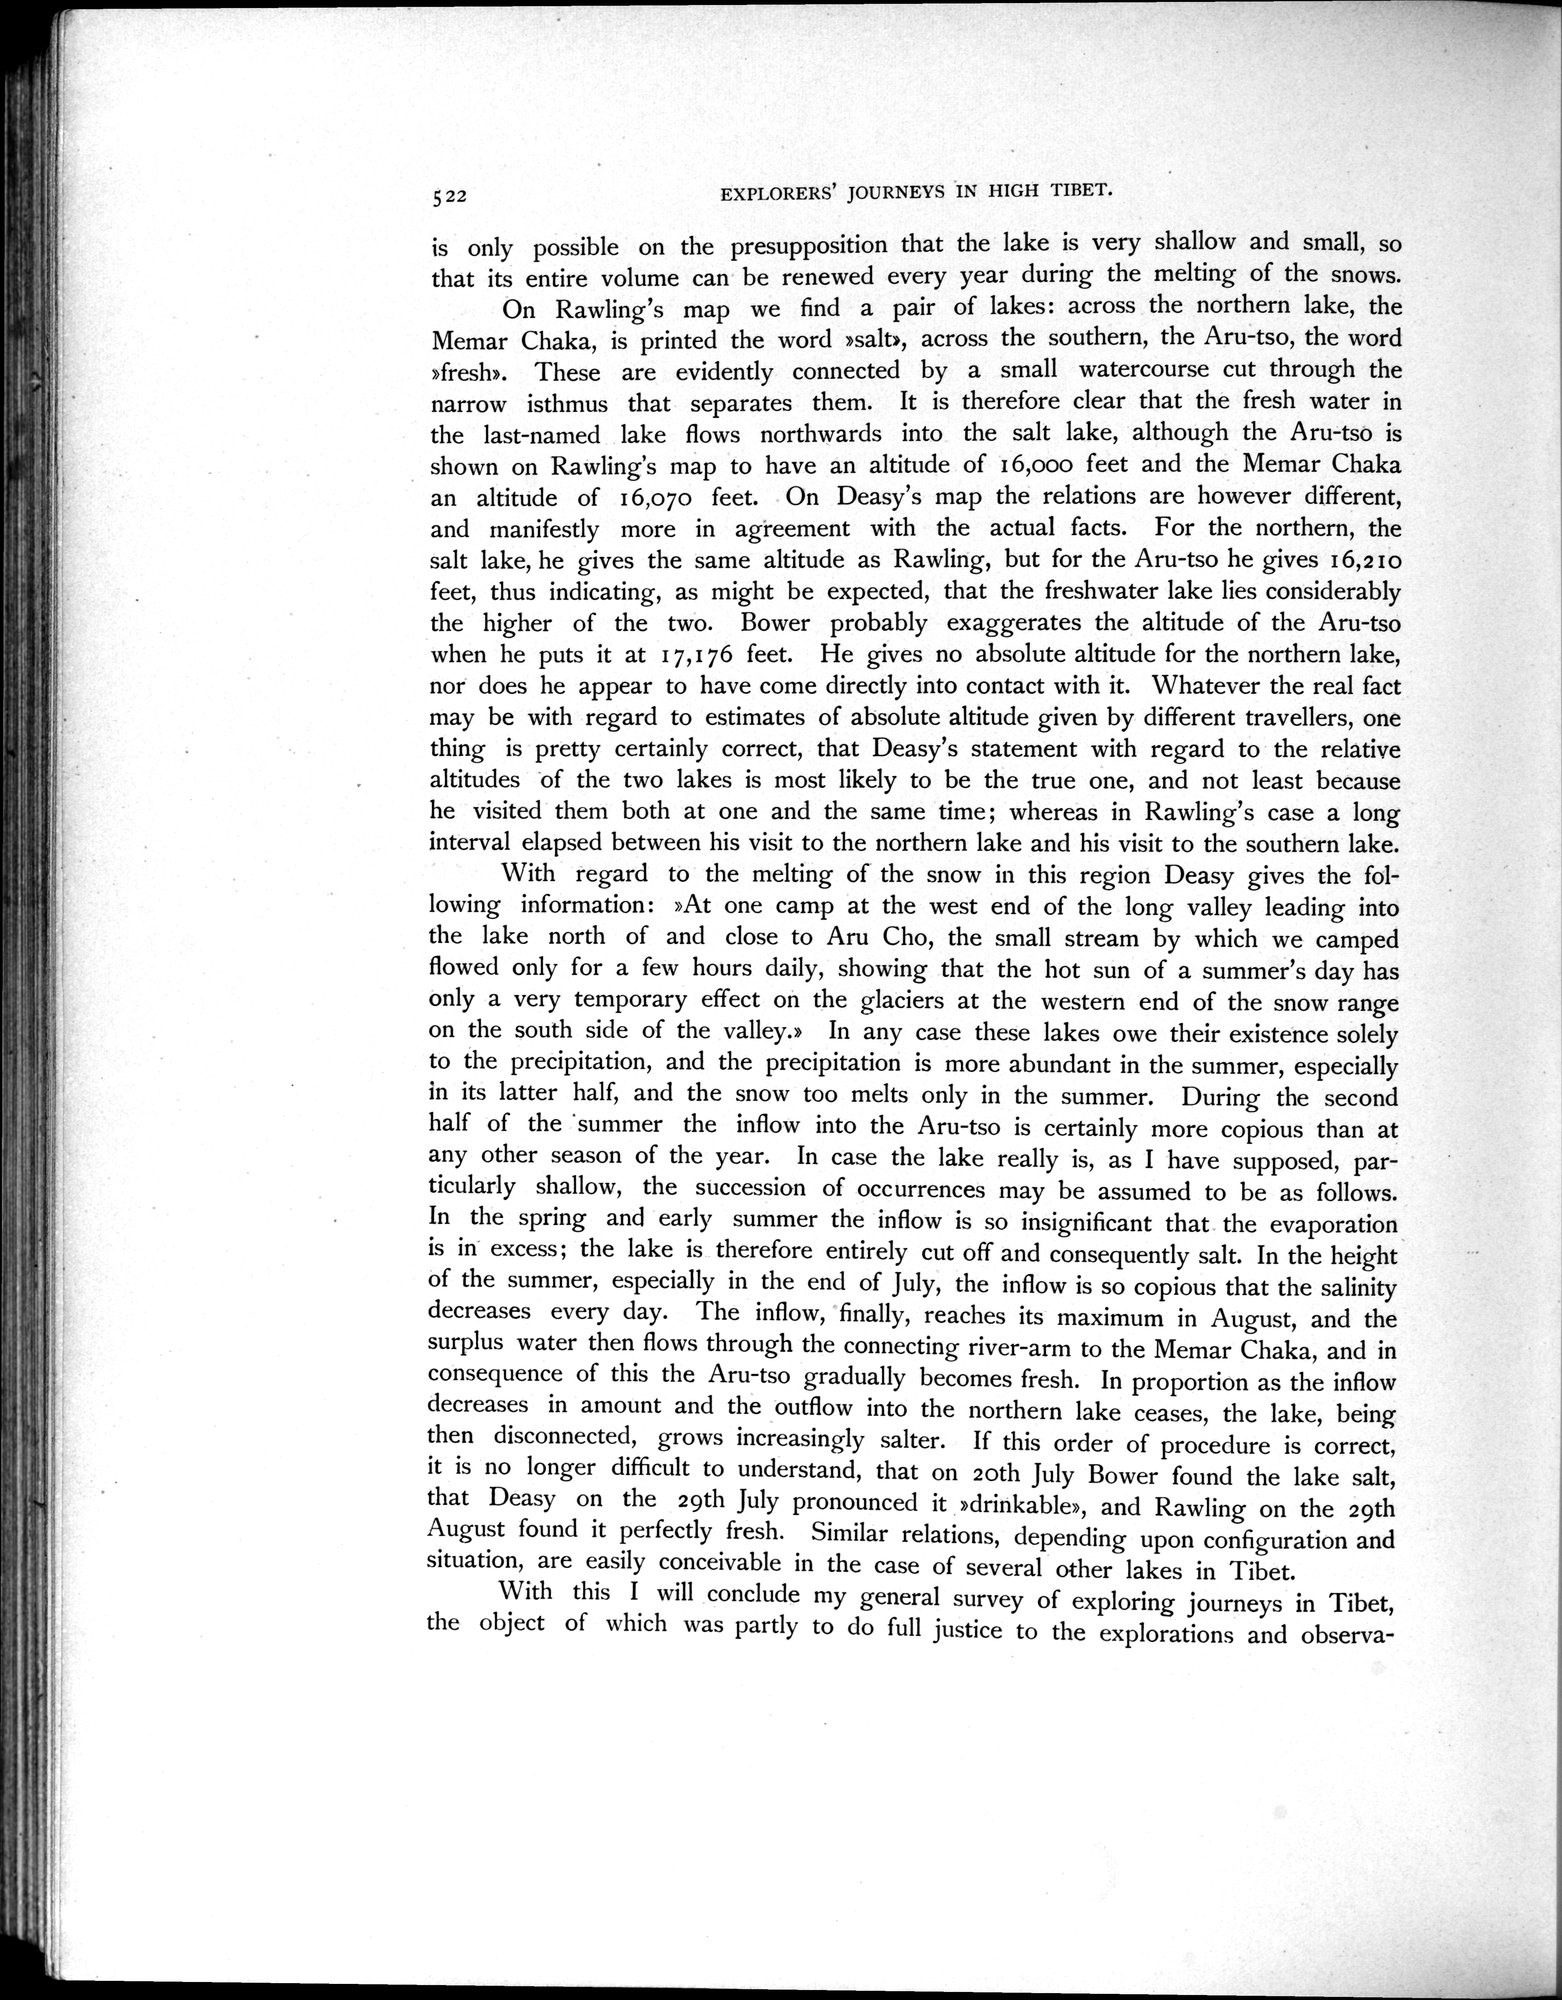 522
EXPLORERS' JOURNEYS IN HIGH TIBET.
is only possible on the presupposition that the lake is very shallow and small, so
that its entire volume can be renewed every year during the melting of the snows.
On Rawling's map we find a pair of lakes: across the northern lake, the
Memar Chaka, is printed the word »salt», across the southern, the Aru-tso, the word
»fresh». These are evidently connected by a small watercourse cut through the
narrow isthmus that separates them. It is therefore clear that the fresh water in
the last-named lake flows northwards into the salt lake, although the Aru-tso is
shown on Rawling's map to have an altitude of 16,000 feet and the Memar Chaka
an altitude of 16,070 feet. On Deasy's map the relations are however different,
and manifestly more in agreement with the actual facts. For the northern, the
salt lake, he gives the same altitude as Rawling, but for the Aru-tso he gives 16,210
feet, thus indicating, as might be expected, that the freshwater lake lies considerably
the higher of the two. Bower probably exaggerates the altitude of the Aru-tso
when he puts it at 17,176 feet. He gives no absolute altitude for the northern lake,
nor does he appear to have come directly into contact with it. Whatever the real fact
may be with regard to estimates of absolute altitude given by different travellers, one
thing is pretty certainly correct, that Deasy's statement with regard to the relative
altitudes of the two lakes is most likely to be the true one, and not least because
he visited them both at one and the same time; whereas in Rawling's case a long
interval elapsed between his visit to the northern lake and his visit to the southern lake.
With regard to the melting of the snow in this region Deasy gives the fol-
lowing information: »At one camp at the west end of the long valley leading into
the lake north of and close to Aru Cho, the small stream by which we camped
flowed only for a few hours daily, showing that the hot sun of a summer's day has
only a very temporary effect on the glaciers at the western end of the snow range
on the south side of the valley.» In any case these lakes owe their existence solely
to the precipitation, and the precipitation is more abundant in the summer, especially
in its latter half, and the snow too melts only in the summer. During the second
half of the summer the inflow into the Aru-tso is certainly more copious than at
any other season of the year. In case the lake really is, as I have supposed, par-
ticularly shallow, the succession of occurrences may be assumed to be as follows.
In the spring and early summer the inflow is so insignificant that the evaporation
is in excess; the lake is therefore entirely cut off and consequently salt. In the height
of the summer, especially in the end of July, the inflow is so copious that the salinity
decreases every day. The inflow, finally, reaches its maximum in August, and the
surplus water then flows through the connecting river-arm to the Memar Chaka, and in
consequence of this the Aru-tso gradually becomes fresh. In proportion as the inflow
decreases in amount and the outflow into the northern lake ceases, the lake, being
then disconnected, grows increasingly salter. If this order of procedure is correct,
it is no longer difficult to understand, that on 20th July Bower found the lake salt,
that Deasy on the 29th July pronounced it »drinkable», and Rawling on the 29th
August found it perfectly fresh. Similar relations, depending upon configuration and
situation, are easily conceivable in the case of several other lakes in Tibet.
With this I will conclude my general survey of exploring journeys in Tibet,
the object of which was partly to do full justice to the explorations and observa-